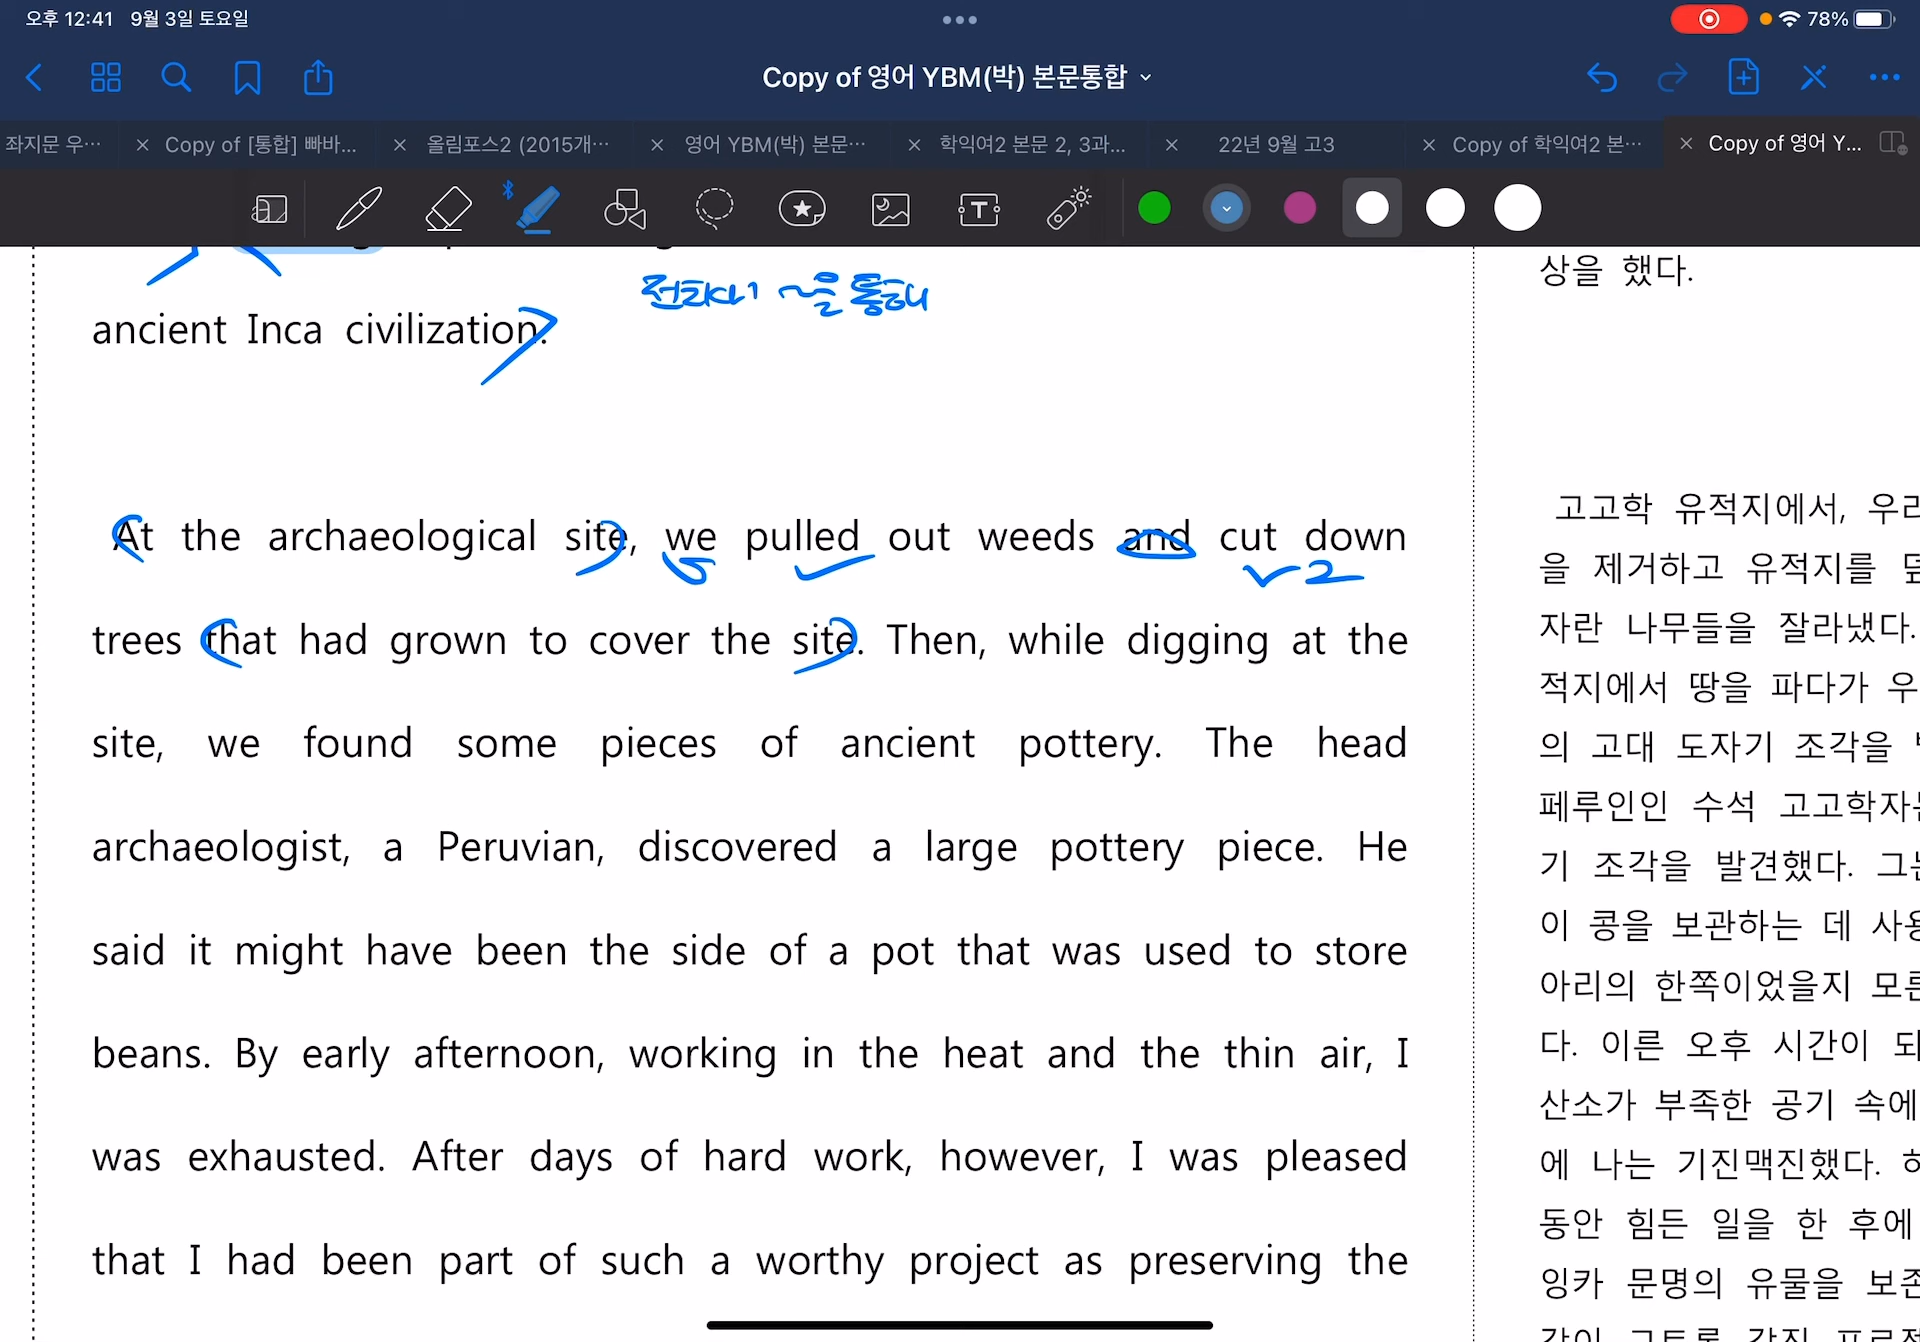 오후 12:41 9월 3일 토요일
78%
Copy of 영어 YBM(박) 본문통합
좌지문 우…
Copy of [통합] 빠바…
올림포스2 (2015개…
영어 YBM(박) 본문…
학익여2 본문 2, 3과…
22년 9월 고3
Copy of 학익여2 본…
Copy of 영어 Y…
전치사 ~을 통해
ancient Inca civilization.
At the archaeological site, we pulled out weeds and cut down
S V V2
trees that had grown to cover the site. Then, while digging at the
site, we found some pieces of ancient pottery. The head
archaeologist, a Peruvian, discovered a large pottery piece. He
said it might have been the side of a pot that was used to store
beans. By early afternoon, working in the heat and the thin air, I
was exhausted. After days of hard work, however, I was pleased
that I had been part of such a worthy project as preserving the
상을 했다.
고고학 유적지에서, 우리
을 제거하고 유적지를
자란 나무들을 잘라냈다.
적지에서 땅을 파다가 우
의 고대 도자기 조각을
페루인인 수석 고고학자
기 조각을 발견했다. 그
이 콩을 보관하는 데 사용
아리의 한쪽이었을지 모른
다. 이른 오후 시간이 되
산소가 부족한 공기 속에
에 나는 기진맥진했다. 하
동안 힘든 일을 한 후에
잉카 문명의 유물을 보존